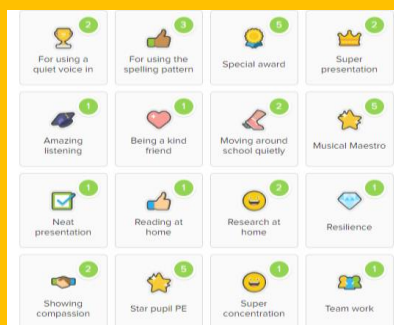 2
3
5
2
For using a
quiet voice in
For using the
spelling pattern
Special award
Super
presentation
1
1
2
5
Amazing
listening
Being a kind
friend
Moving around
school quietly
Musical Maestro
1
1
2
1
Neat
presentation
Reading at
home
Research at
home
Resilience
2
5
1
1
Showing
compassion
Star pupil PE
Super
concentration
Team work